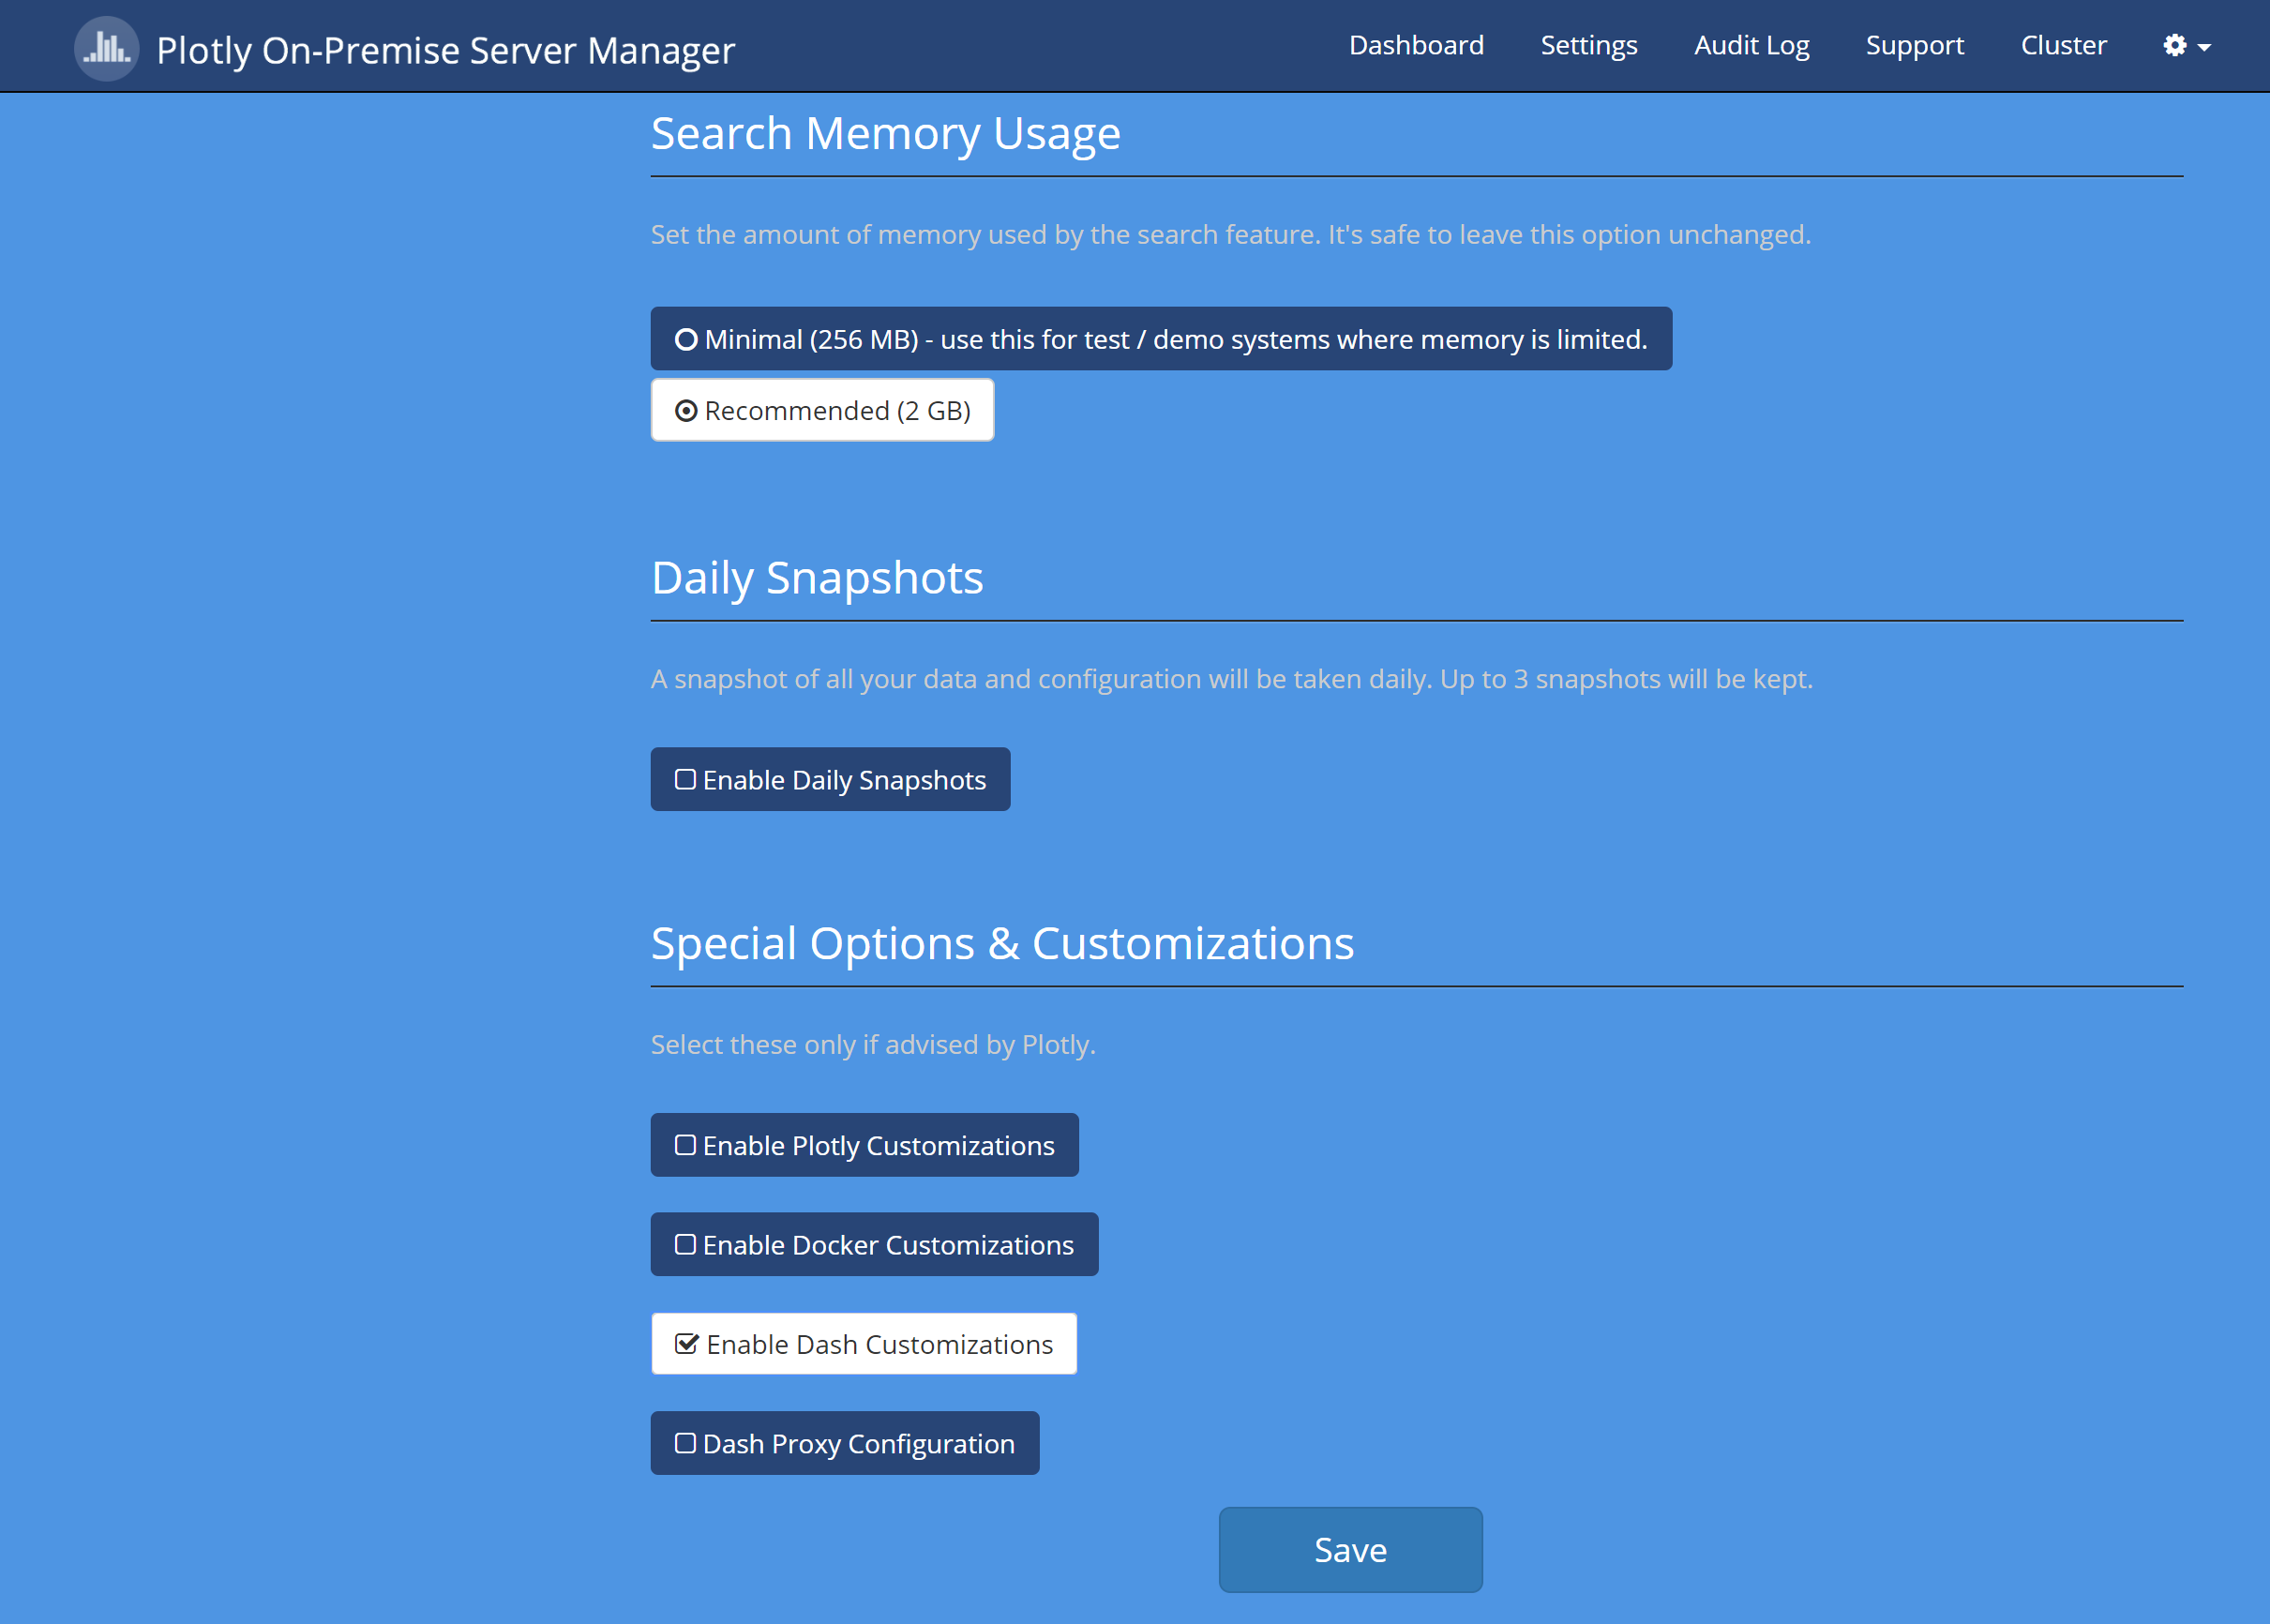 Plotly On-Premise Server Manager
Dashboard Settings Audit Log Support Cluster
Search Memory Usage
Set the amount of memory used by the search feature. It's safe to leave this option unchanged.
Minimal (256 MB) - use this for test / demo systems where memory is limited.
Recommended (2 GB)
Daily Snapshots
A snapshot of all your data and configuration will be taken daily. Up to 3 snapshots will be kept.
Enable Daily Snapshots
Special Options & Customizations
Select these only if advised by Plotly.
Enable Plotly Customizations
Enable Docker Customizations
Enable Dash Customizations
Dash Proxy Configuration
Save